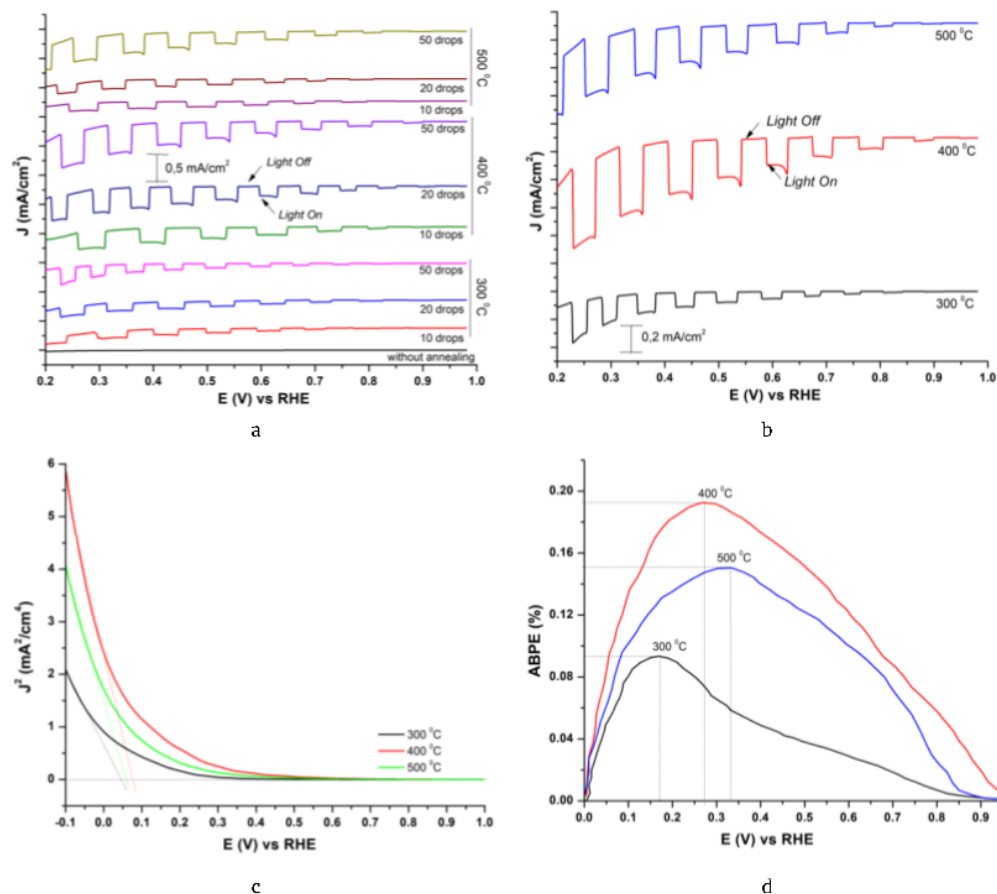 50 drops
20 drops
10 drops
500 °C
50 drops
0,5 mA/cm²
Light Off
20 drops
Light On
10 drops
400 °C
50 drops
20 drops
10 drops
300 °C
without annealing
J (mA/cm²)
0.2 0.3 0.4 0.5 0.6 0.7 0.8 0.9 1.0
E (V) vs RHE
a
500 °C
Light Off
400 °C
Light On
300 °C
0,2 mA/cm²
J (mA/cm²)
0.2 0.3 0.4 0.5 0.6 0.7 0.8 0.9 1.0
E (V) vs RHE
b
6
5
4
3
2
1
0
J² (mA²/cm⁴)
300 °C
400 °C
500 °C
-0.1 0.0 0.1 0.2 0.3 0.4 0.5 0.6 0.7 0.8 0.9 1.0
E (V) vs RHE
c
0.20
0.16
0.12
0.08
0.04
0.00
ABPE (%)
400 °C
500 °C
300 °C
0.0 0.1 0.2 0.3 0.4 0.5 0.6 0.7 0.8 0.9
E (V) vs RHE
d